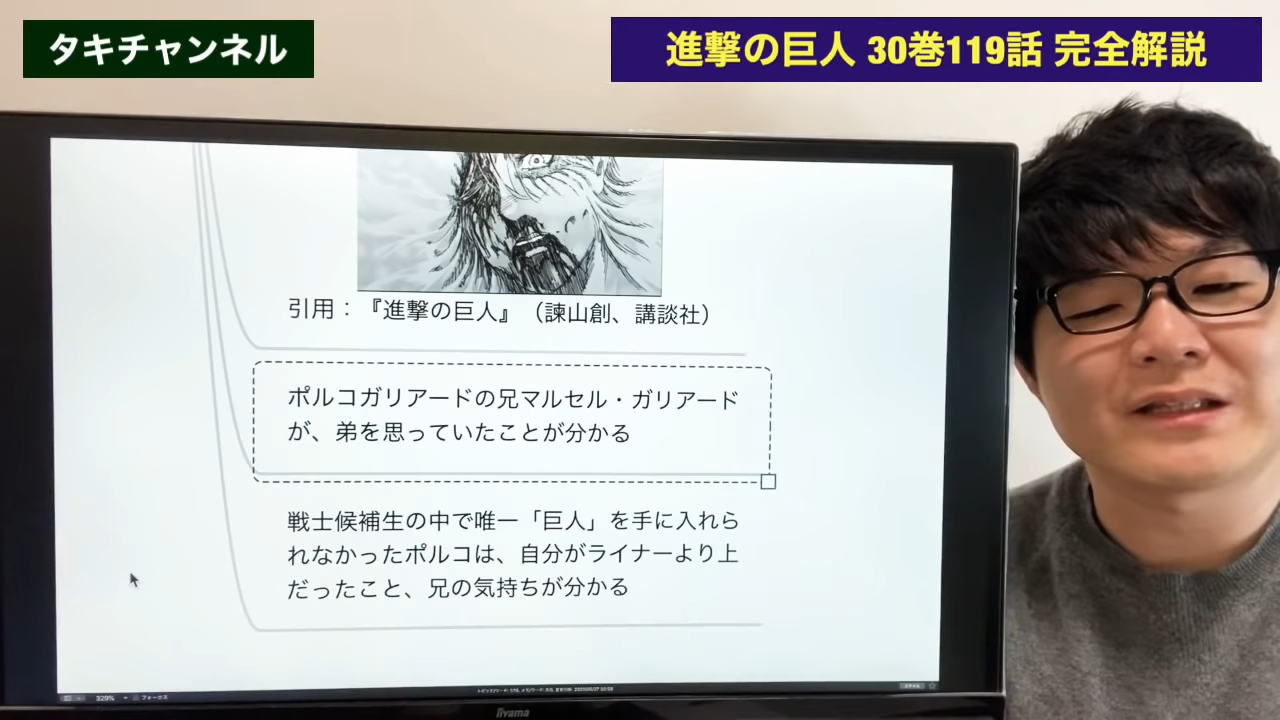 タキチャンネル
進撃の巨人 30巻119話 完全解説
引用：『進撃の巨人』（諫山創、講談社）
ポルコガリアードの兄マルセル・ガリアード
が、弟を思っていたことが分かる
戦士候補生の中で唯一「巨人」を手に入れら
れなかったポルコは、自分がライナーより上
だったこと、兄の気持ちが分かる
329%
フォーカス
iiyama